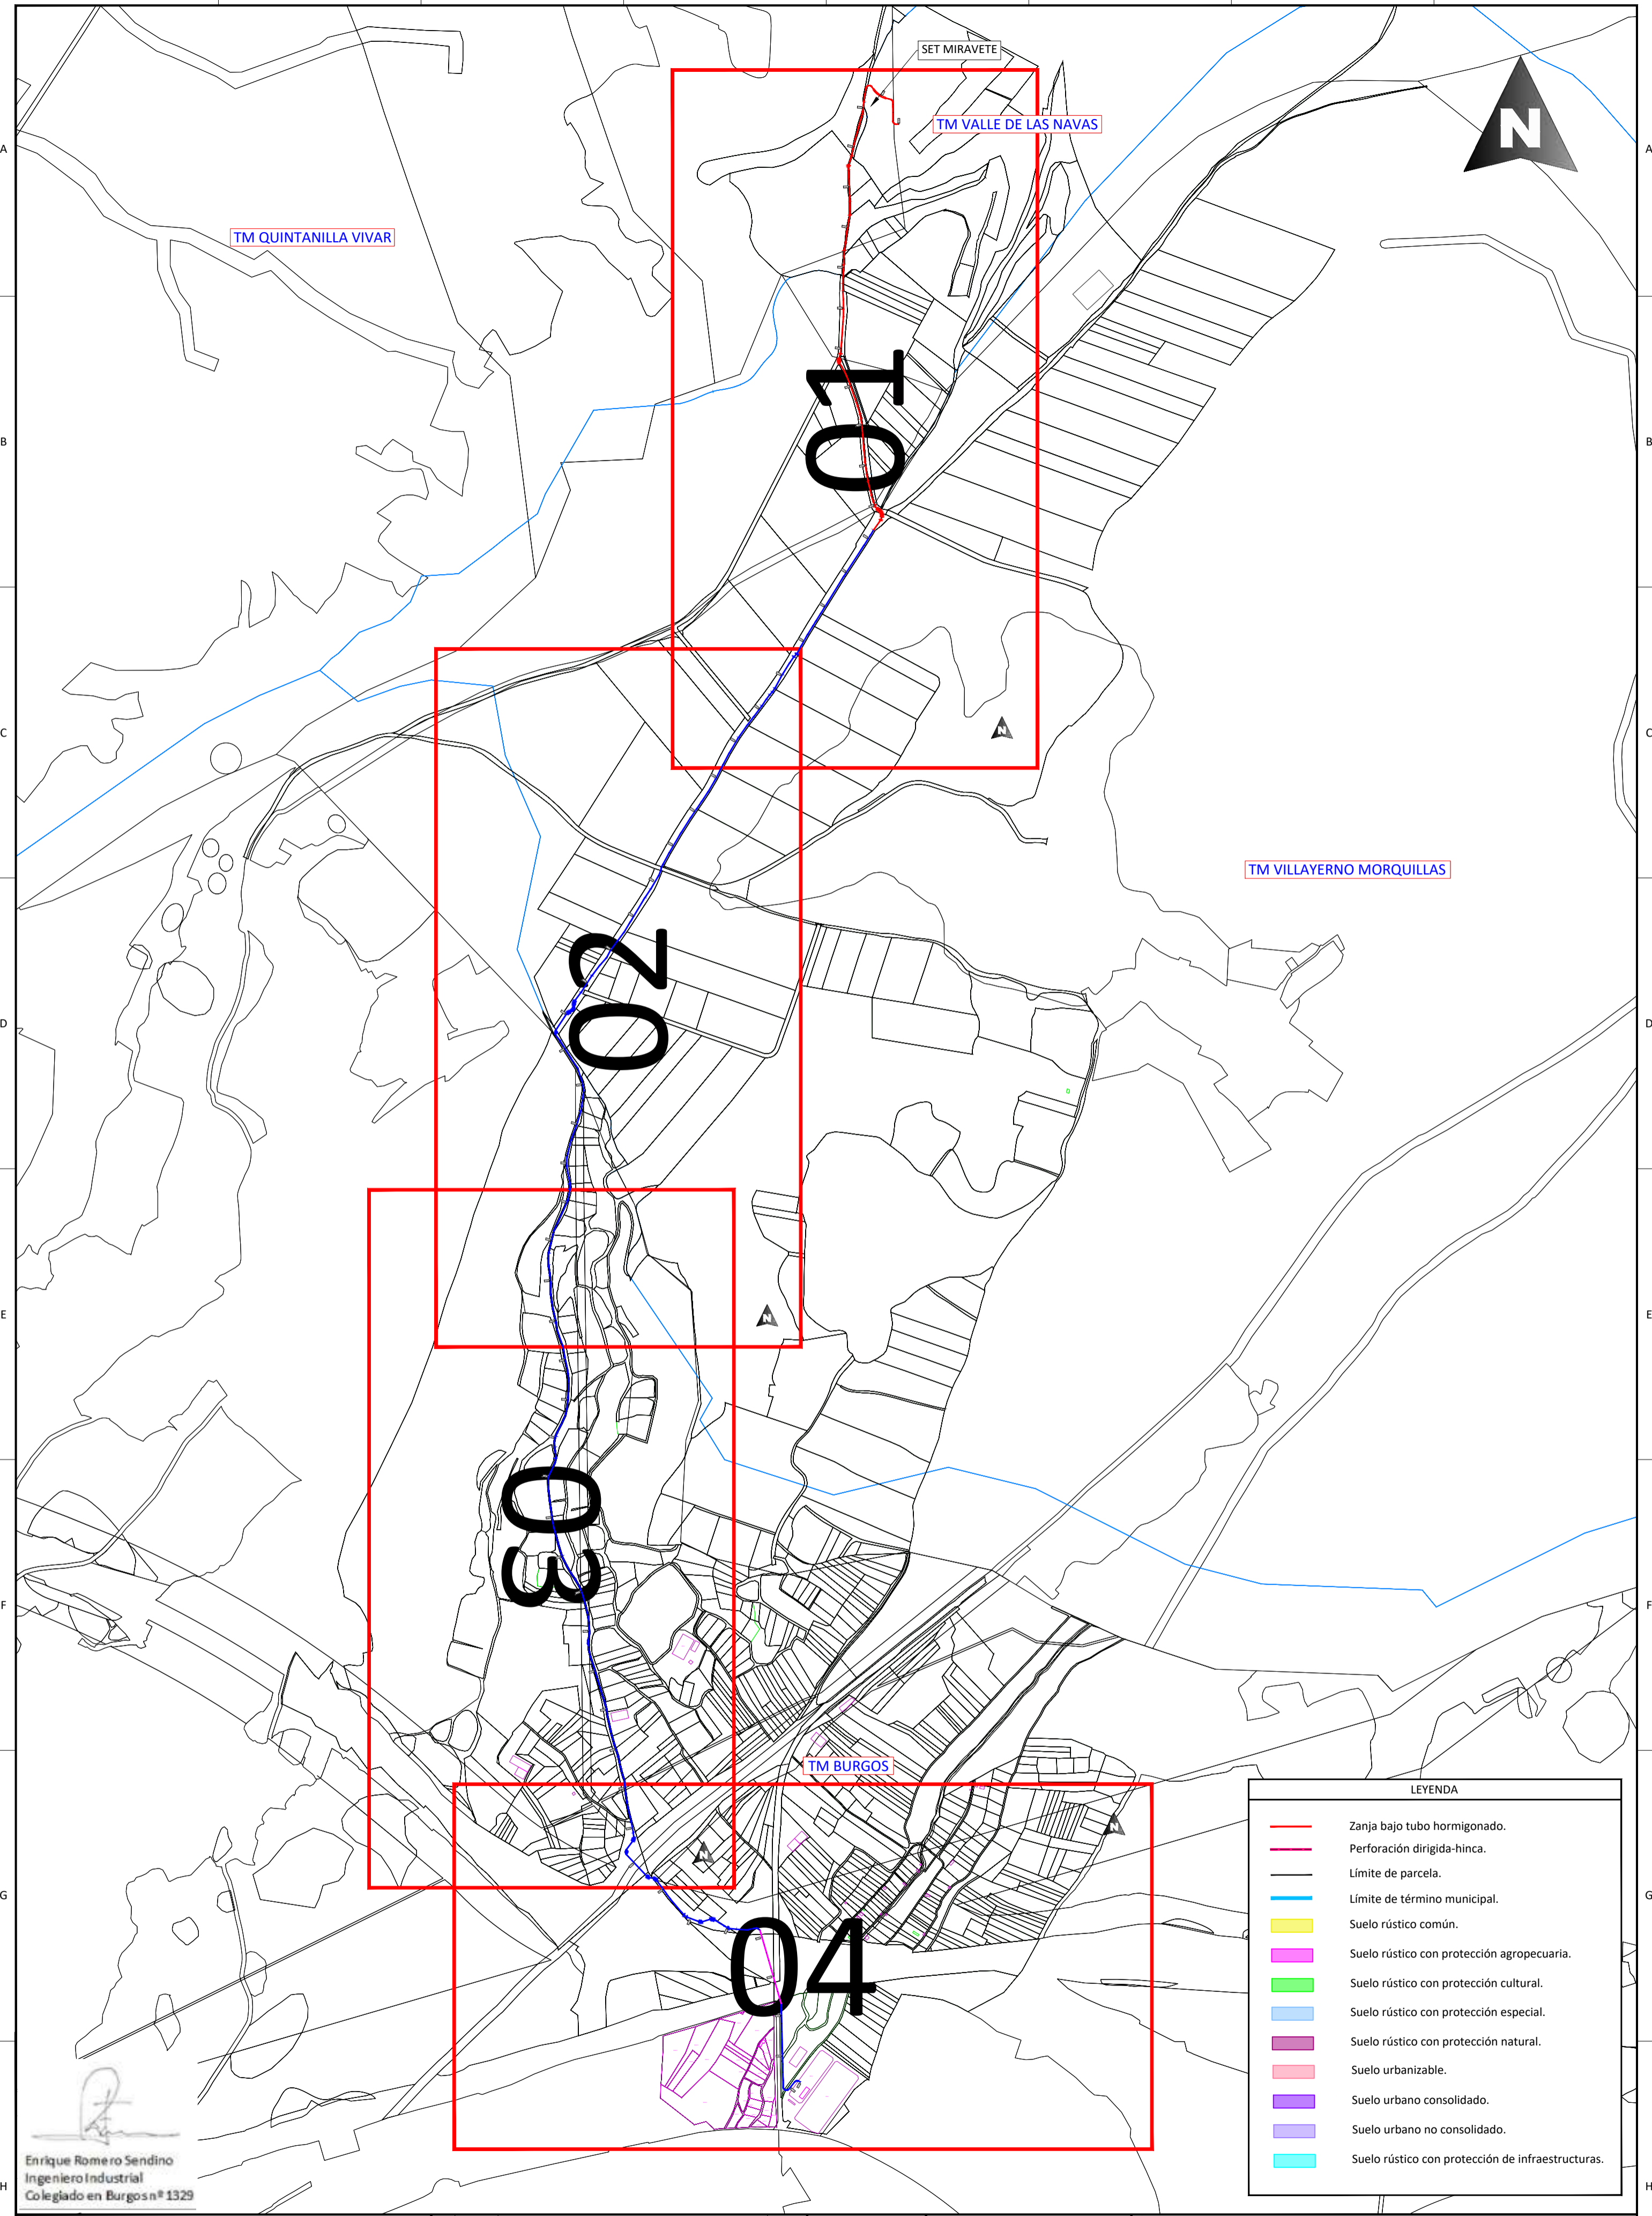 SET MIRAVETE
TM VALLE DE LAS NAVAS
N
A
A
TM QUINTANILLA VIVAR
01
B
B
N
C
C
TM VILLAYERNO MORQUILLAS
02
D
D
N
E
E
03
F
F
TM BURGOS
N
N
04
G
G
LEYENDA
Zanja bajo tubo hormigonado.
Perforación dirigida-hinca.
Límite de parcela.
Límite de término municipal.
Suelo rústico común.
Suelo rústico con protección agropecuaria.
Suelo rústico con protección cultural.
Suelo rústico con protección especial.
Suelo rústico con protección natural.
Suelo urbanizable.
Suelo urbano consolidado.
Suelo urbano no consolidado.
Suelo rústico con protección de infraestructuras.
Enrique Romero Sendino
Ingeniero Industrial
Colegiado en Burgos nº 1329
H
H